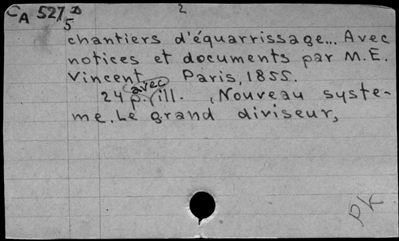 CA 527 D 2
5
chantiers d'équarrissage... Avec
notices et documents par M.E.
Vincent Paris, 1855.
avec
24 p. ill. , Nouveau systè-
me. Le grand diviseur,